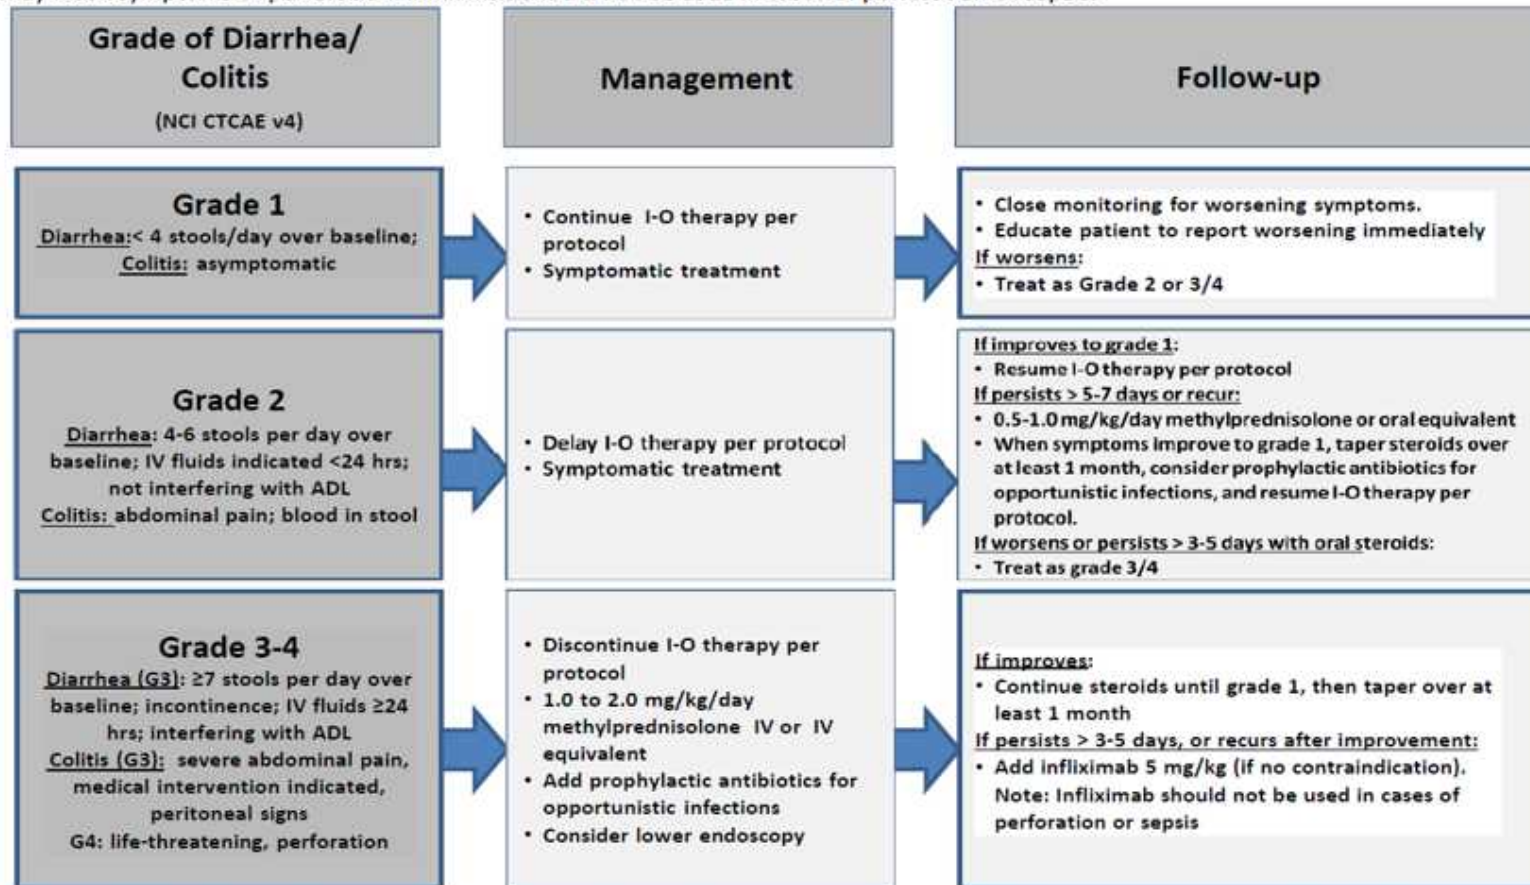 Grade of Diarrhea/
Colitis
(NCI CTCAE v4)
Management
Follow-up
Grade 1
Diarrhea:< 4 stools/day over baseline;
Colitis: asymptomatic
• Continue I-O therapy per
protocol
• Symptomatic treatment
• Close monitoring for worsening symptoms.
• Educate patient to report worsening immediately
If worsens:
• Treat as Grade 2 or 3/4
Grade 2
Diarrhea: 4-6 stools per day over
baseline; IV fluids indicated <24 hrs;
not interfering with ADL
Colitis: abdominal pain; blood in stool
• Delay I-O therapy per protocol
• Symptomatic treatment
If improves to grade 1:
• Resume I-O therapy per protocol
If persists > 5-7 days or recur:
• 0.5-1.0 mg/kg/day methylprednisolone or oral equivalent
• When symptoms improve to grade 1, taper steroids over
at least 1 month, consider prophylactic antibiotics for
opportunistic infections, and resume I-O therapy per
protocol.
If worsens or persists > 3-5 days with oral steroids:
• Treat as grade 3/4
Grade 3-4
Diarrhea (G3): ≥7 stools per day over
baseline; incontinence; IV fluids ≥24
hrs; interfering with ADL
Colitis (G3): severe abdominal pain,
medical intervention indicated,
peritoneal signs
G4: life-threatening, perforation
• Discontinue I-O therapy per
protocol
• 1.0 to 2.0 mg/kg/day
methylprednisolone IV or IV
equivalent
• Add prophylactic antibiotics for
opportunistic infections
• Consider lower endoscopy
If improves:
• Continue steroids until grade 1, then taper over at
least 1 month
If persists > 3-5 days, or recurs after improvement:
• Add infliximab 5 mg/kg (if no contraindication).
Note: Infliximab should not be used in cases of
perforation or sepsis